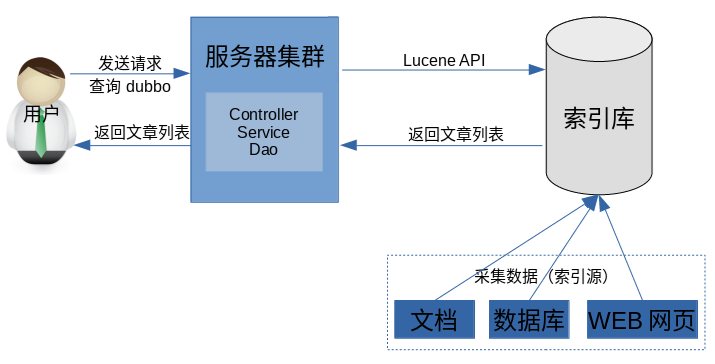 发送请求
查询 dubbo
用户
返回文章列表
服务器集群
Controller
Service
Dao
Lucene API
返回文章列表
索引库
采集数据（索引源）
文档
数据库
WEB 网页